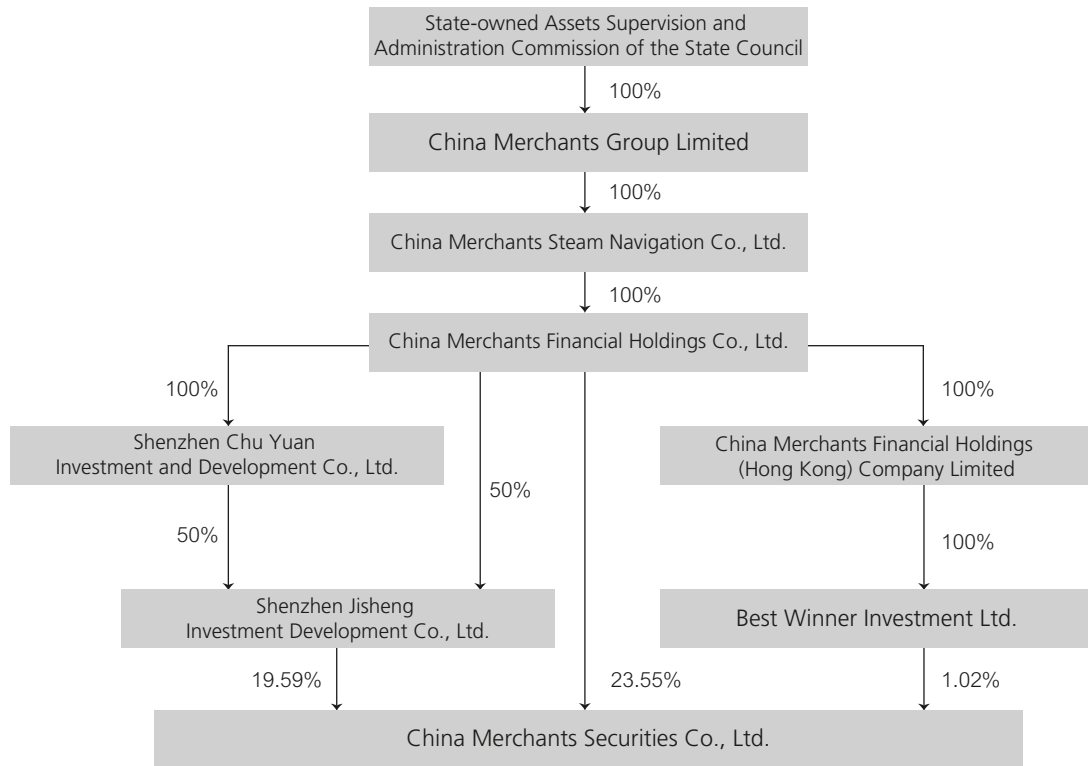 State-owned Assets Supervision and
Administration Commission of the State Council
100%
China Merchants Group Limited
100%
China Merchants Steam Navigation Co., Ltd.
100%
China Merchants Financial Holdings Co., Ltd.
100%
100%
Shenzhen Chu Yuan
Investment and Development Co., Ltd.
China Merchants Financial Holdings
(Hong Kong) Company Limited
50%
50%
100%
Shenzhen Jisheng
Investment Development Co., Ltd.
Best Winner Investment Ltd.
19.59%
23.55%
1.02%
China Merchants Securities Co., Ltd.